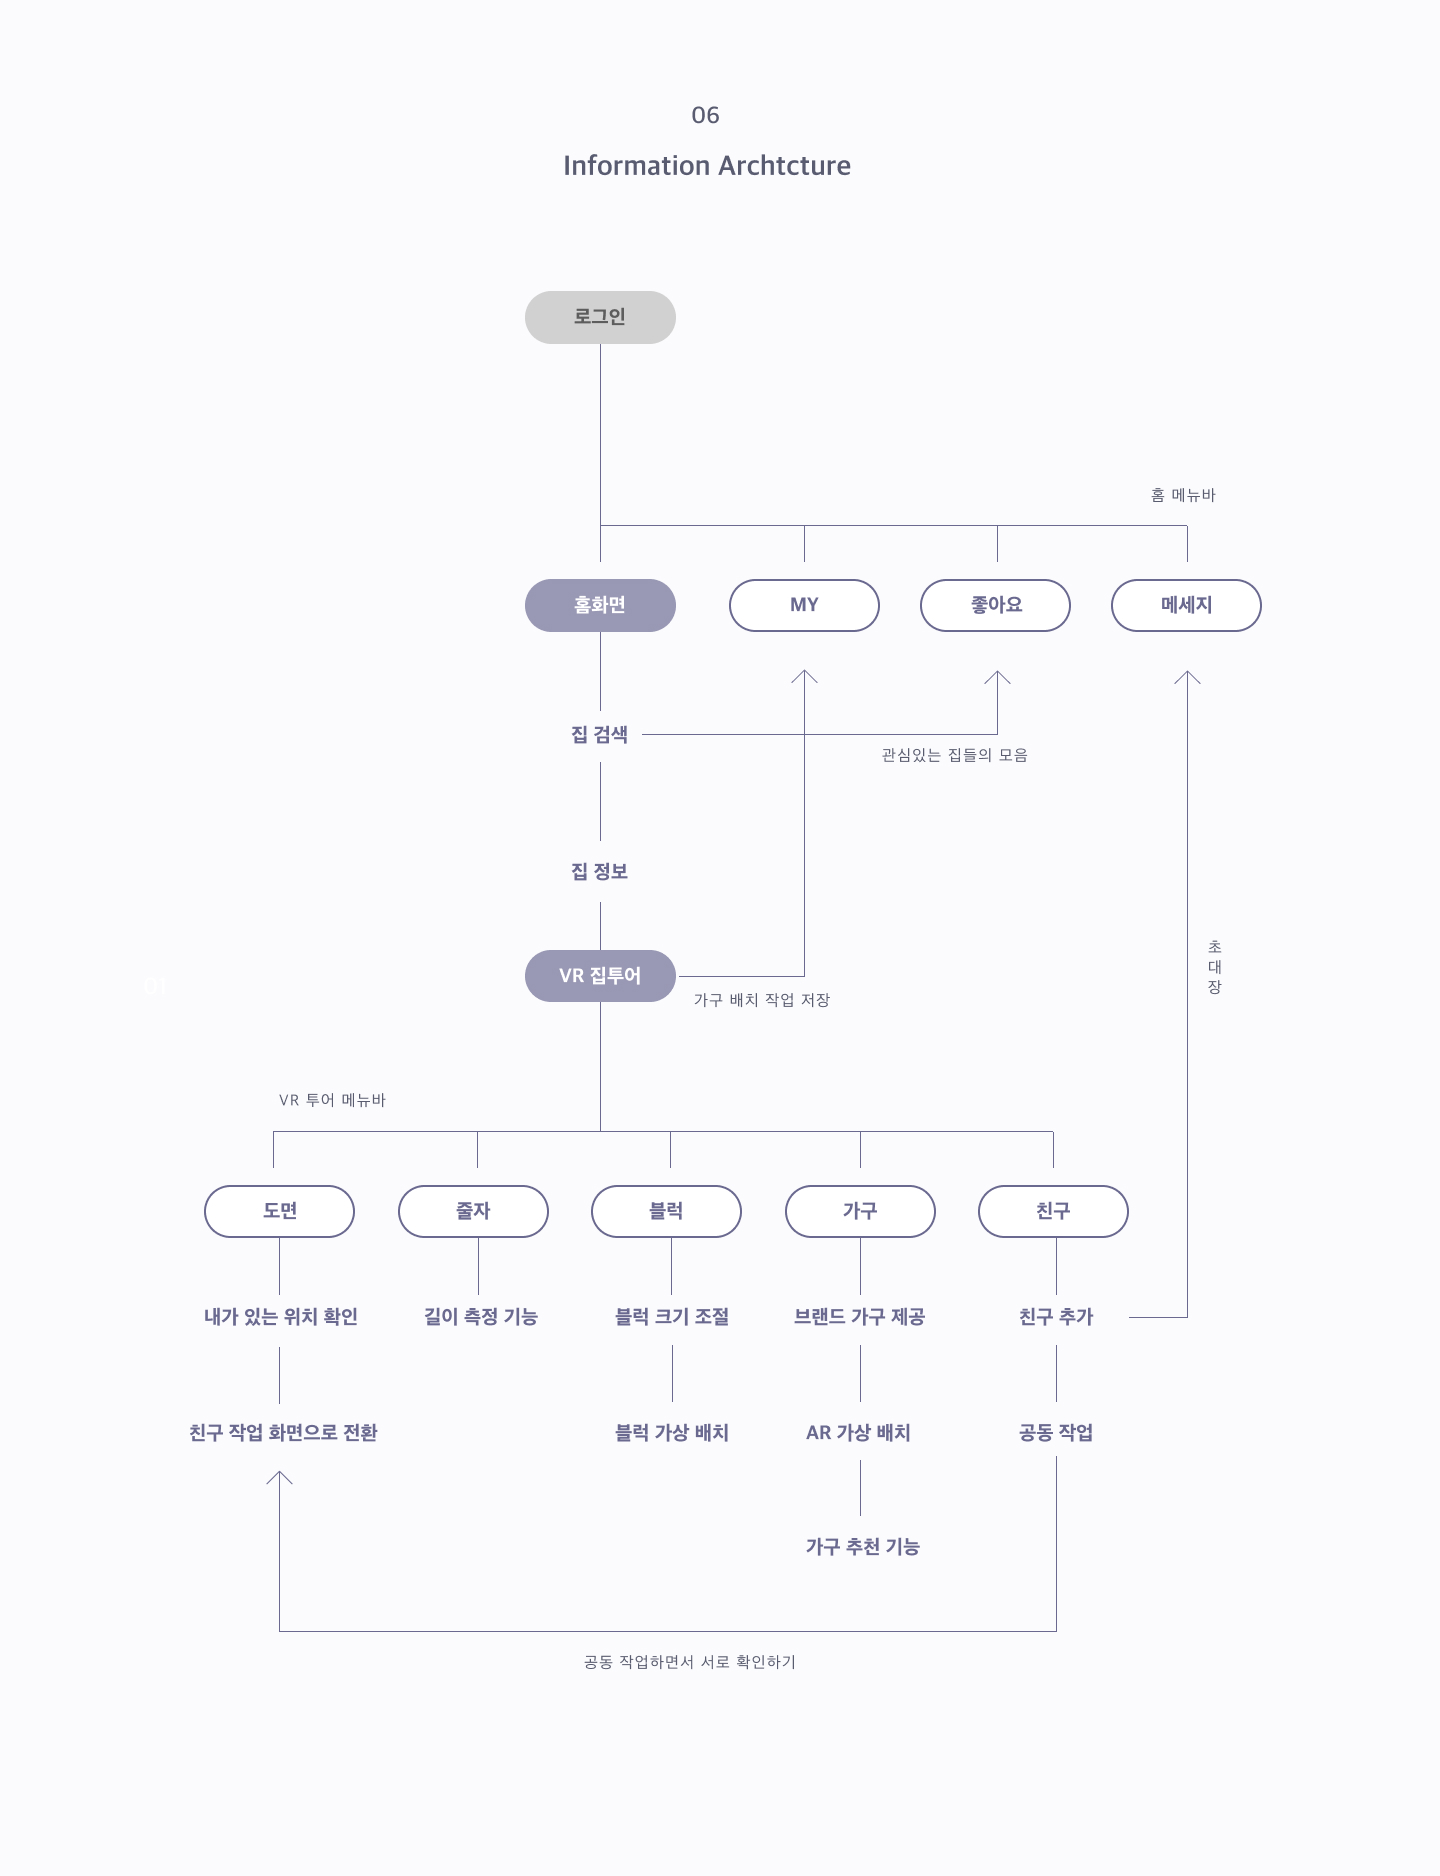 06
Information Archtcture
로그인
홈 메뉴바
홈화면
MY
좋아요
메세지
집 검색
관심있는 집들의 모음
집 정보
초
대
장
VR 집투어
01
가구 배치 작업 저장
VR 투어 메뉴바
도면
줄자
블럭
가구
친구
내가 있는 위치 확인
길이 측정 기능
블럭 크기 조절
브랜드 가구 제공
친구 추가
친구 작업 화면으로 전환
블럭 가상 배치
AR 가상 배치
공동 작업
가구 추천 기능
공동 작업하면서 서로 확인하기